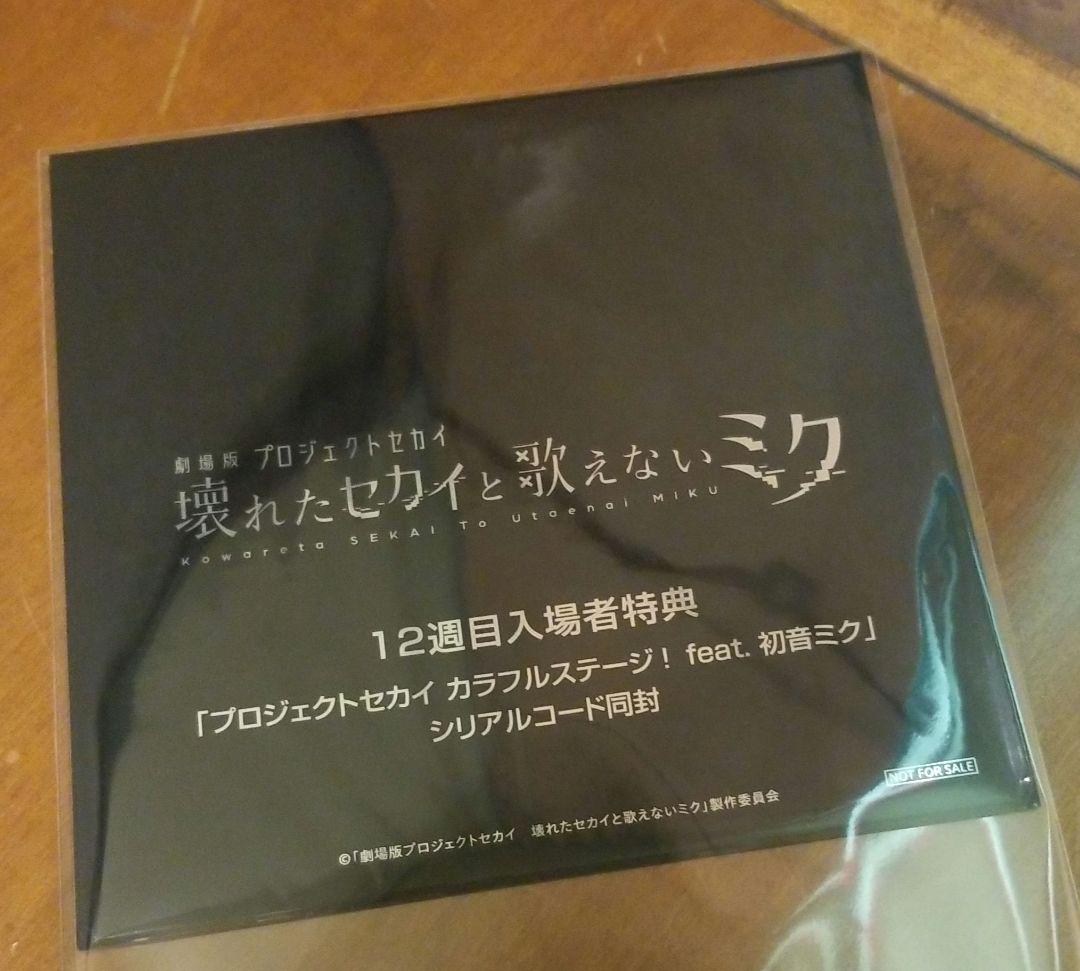 劇場版 プロジェクトセカイ
壊れたセカイと歌えないミク
Kowareta SEKAI To Utaenai MIKU
12週目入場者特典
「プロジェクトセカイ カラフルステージ! feat. 初音ミク」
シリアルコード同封
NOT FOR SALE
©「劇場版プロジェクトセカイ 壊れたセカイと歌えないミク」製作委員会